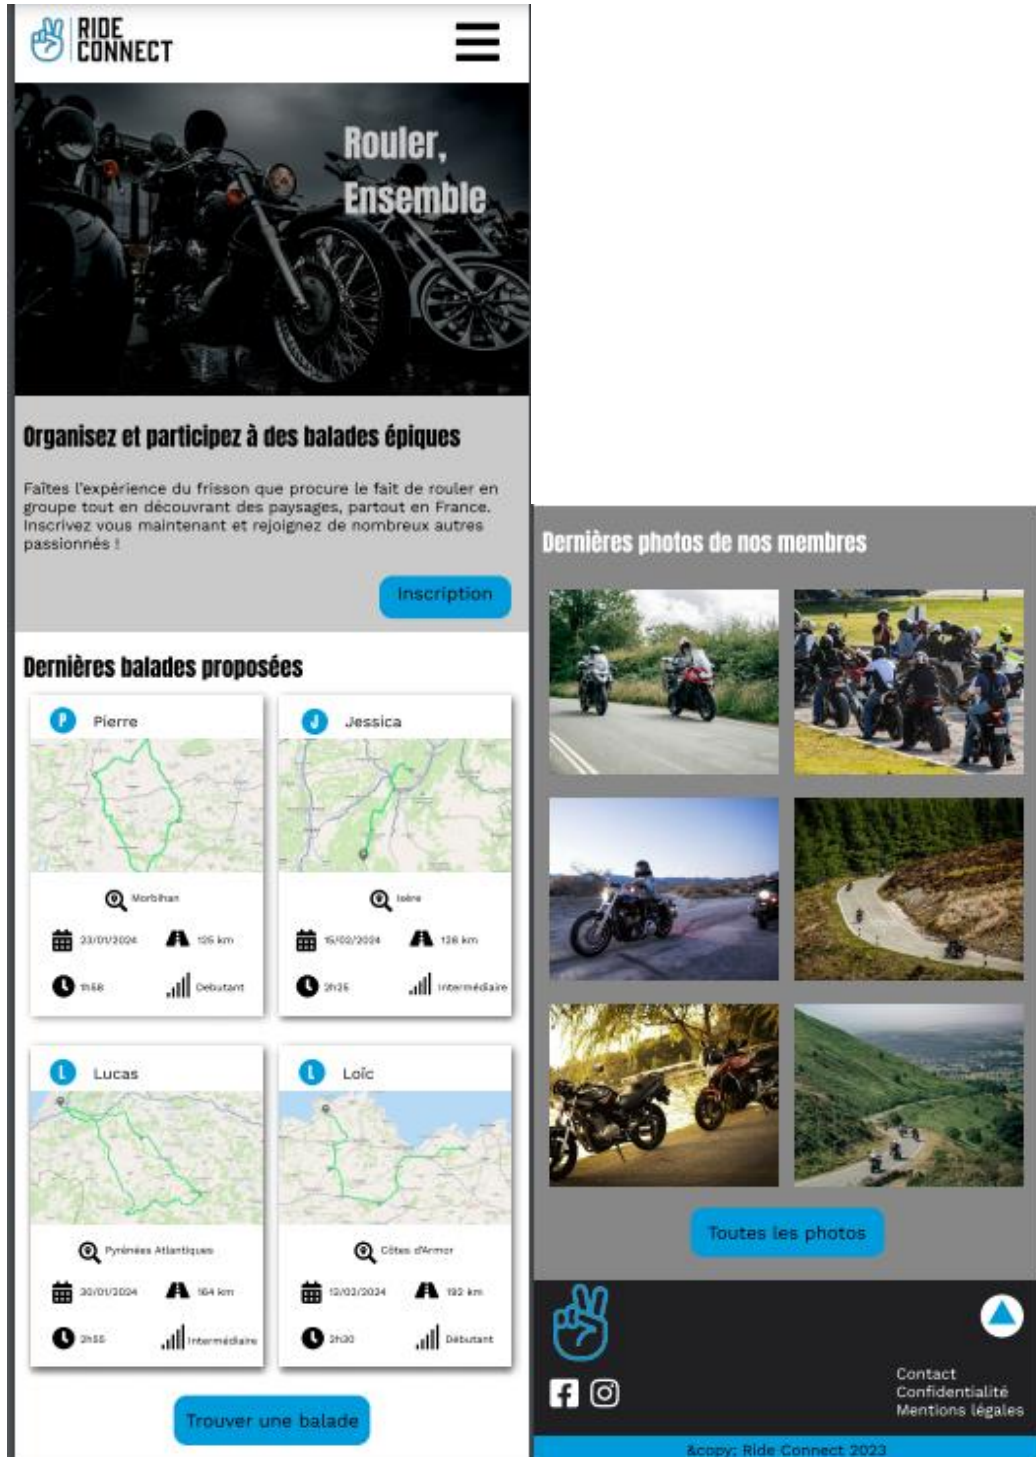 RIDE
CONNECT
Rouler,
Ensemble
Organisez et participez à des balades épiques
Faîtes l'expèrience du frisson que procure le fait de rouler en
groupe tout en découvrant des paysages, partout en France.
Inscrivez vous maintenant et rejoignez de nombreux autres
passionnés !
Inscription
Dernières balades proposées
P Pierre
Morbihan
23/01/2024 125 km
1h58 Debutant
J Jessica
Isère
15/02/2024 126 km
2h25 Intermédiaire
L Lucas
Pyrénées Atlantiques
30/01/2024 164 km
2h55 Intermédiaire
L Loïc
Côtes d'Armor
12/02/2024 192 km
2h30 Débutant
Trouver une balade
Dernières photos de nos membres
Toutes les photos
Contact
Confidentialité
Mentions légales
&copy; Ride Connect 2023